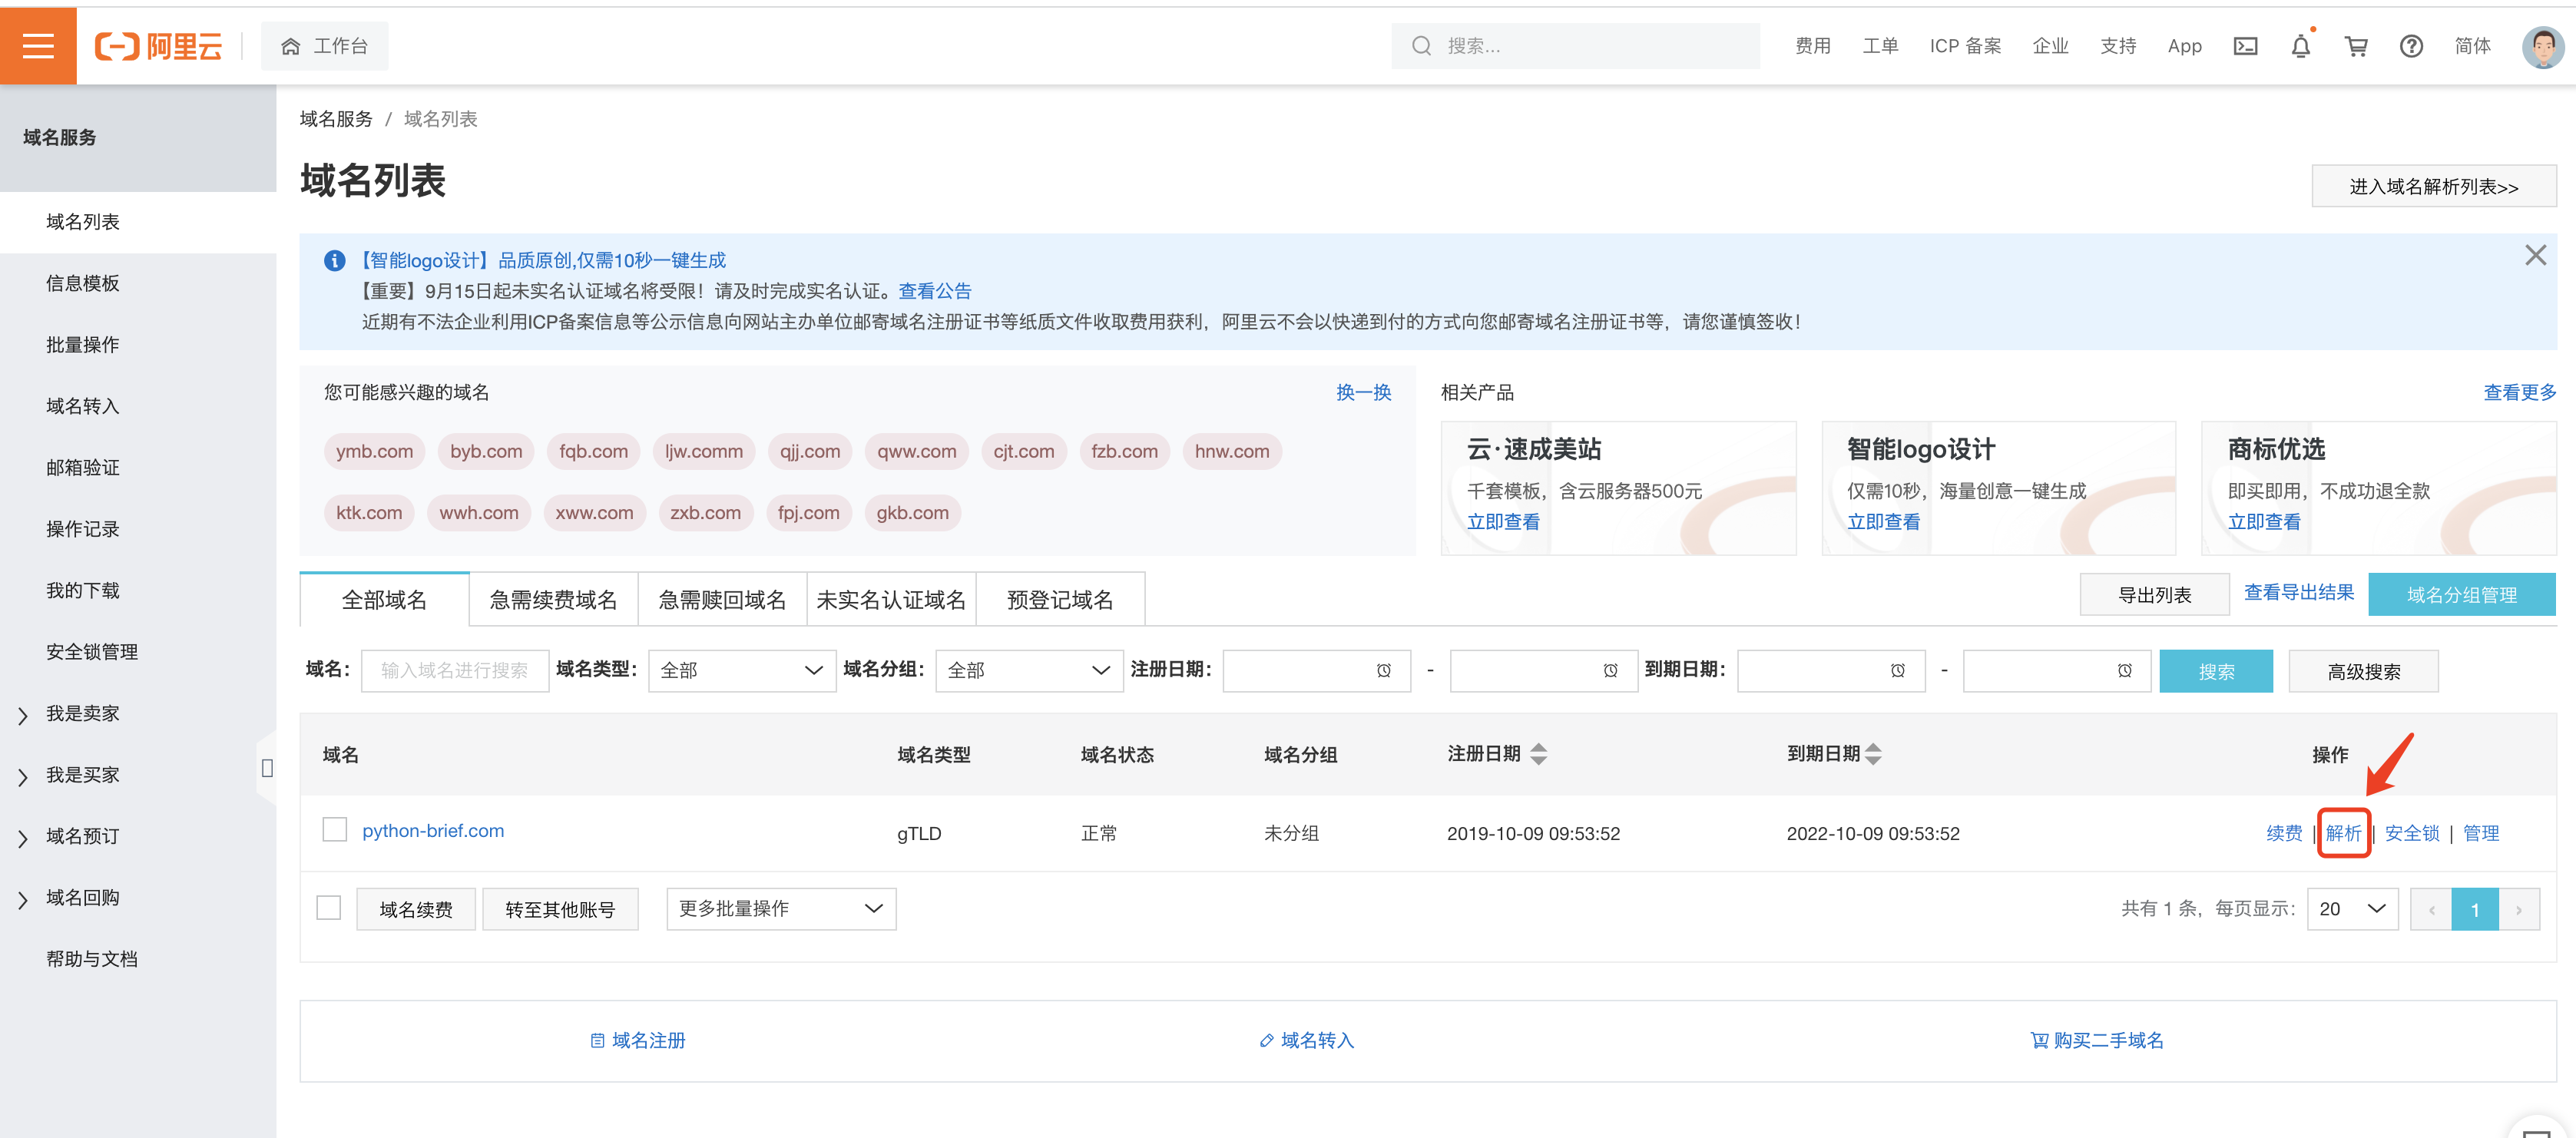 阿里云
工作台
搜索...
费用 工单 ICP 备案 企业 支持 App 简体
域名服务
域名列表
信息模板
批量操作
域名转入
邮箱验证
操作记录
我的下载
安全锁管理
我是卖家
我是买家
域名预订
域名回购
帮助与文档
域名服务 / 域名列表
域名列表
进入域名解析列表>>
【智能logo设计】品质原创,仅需10秒一键生成
【重要】9月15日起未实名认证域名将受限！请及时完成实名认证。查看公告
近期有不法企业利用ICP备案信息等公示信息向网站主办单位邮寄域名注册证书等纸质文件收取费用获利，阿里云不会以快递到付的方式向您邮寄域名注册证书等，请您谨慎签收！
您可能感兴趣的域名 换一换
ymb.com byb.com fqb.com ljw.comm qjj.com qww.com cjt.com fzb.com hnw.com
ktk.com wwh.com xww.com zxb.com fpj.com gkb.com
相关产品 查看更多
云·速成美站
千套模板，含云服务器500元
立即查看
智能logo设计
仅需10秒，海量创意一键生成
立即查看
商标优选
即买即用，不成功退全款
立即查看
全部域名 急需续费域名 急需赎回域名 未实名认证域名 预登记域名
导出列表 查看导出结果 域名分组管理
域名： 输入域名进行搜索 域名类型： 全部 域名分组： 全部 注册日期： - 到期日期： - 搜索 高级搜索
域名 域名类型 域名状态 域名分组 注册日期 到期日期 操作
python-brief.com gTLD 正常 未分组 2019-10-09 09:53:52 2022-10-09 09:53:52 续费 | 解析 | 安全锁 | 管理
域名续费 转至其他账号 更多批量操作 共有 1 条，每页显示： 20 ‹ 1 ›
域名注册 域名转入 购买二手域名